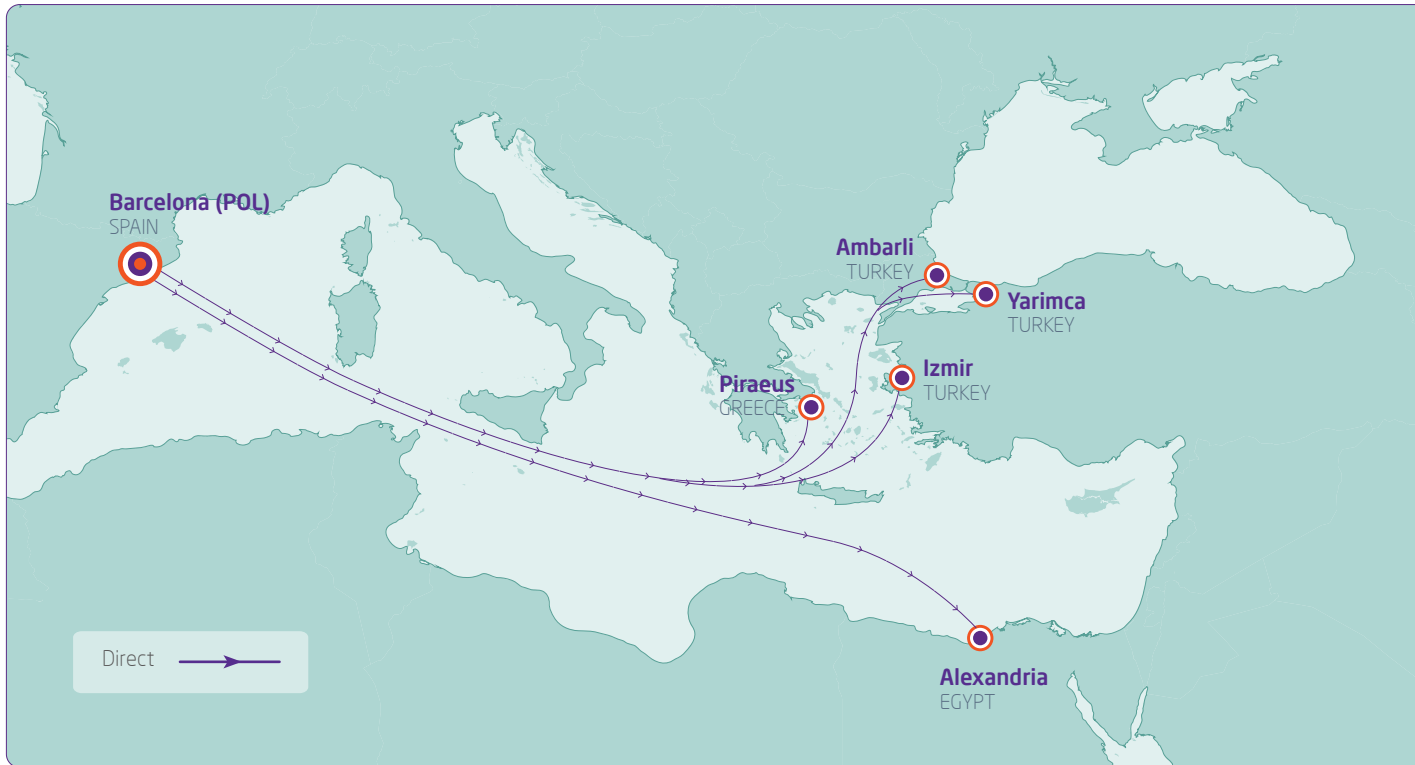 Barcelona (POL)
SPAIN
Ambarli
TURKEY
Yarimca
TURKEY
Izmir
TURKEY
Piraeus
GREECE
Direct
Alexandria
EGYPT